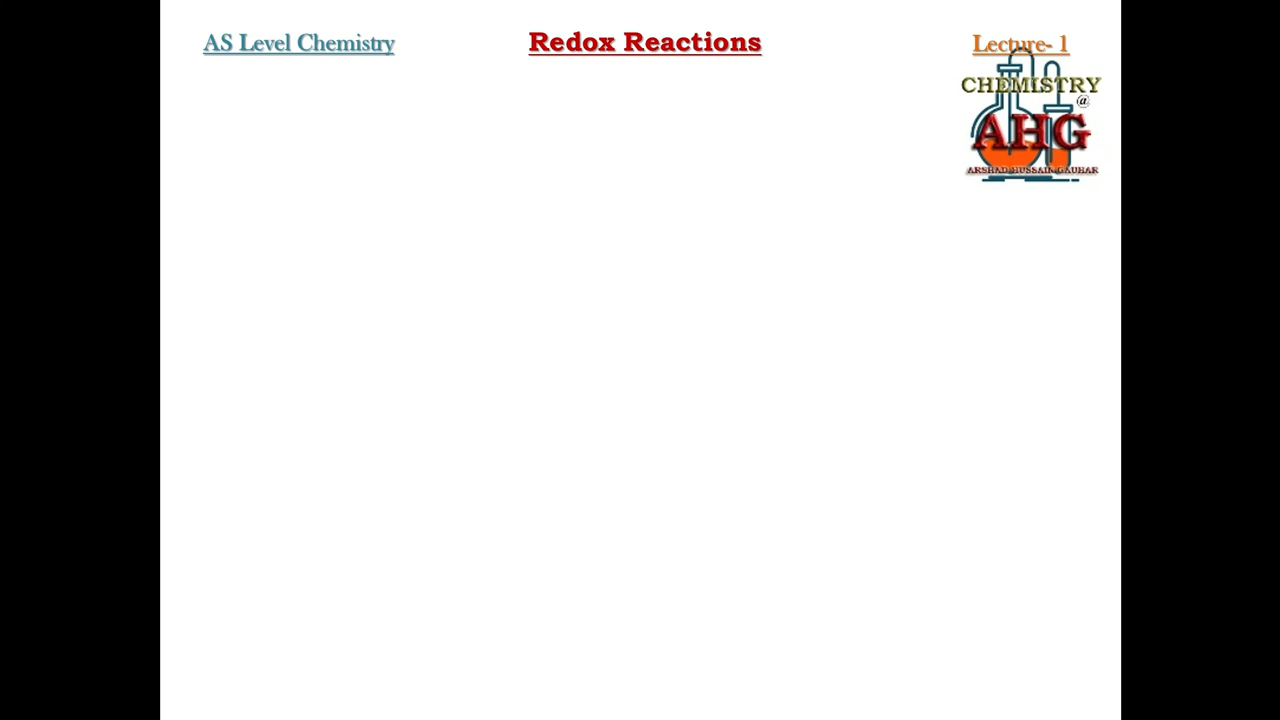 AS Level Chemistry
Redox Reactions
Lecture- 1
CHEMISTRY
@
AHG
ARSHAD HUSSAIN GAUHAR